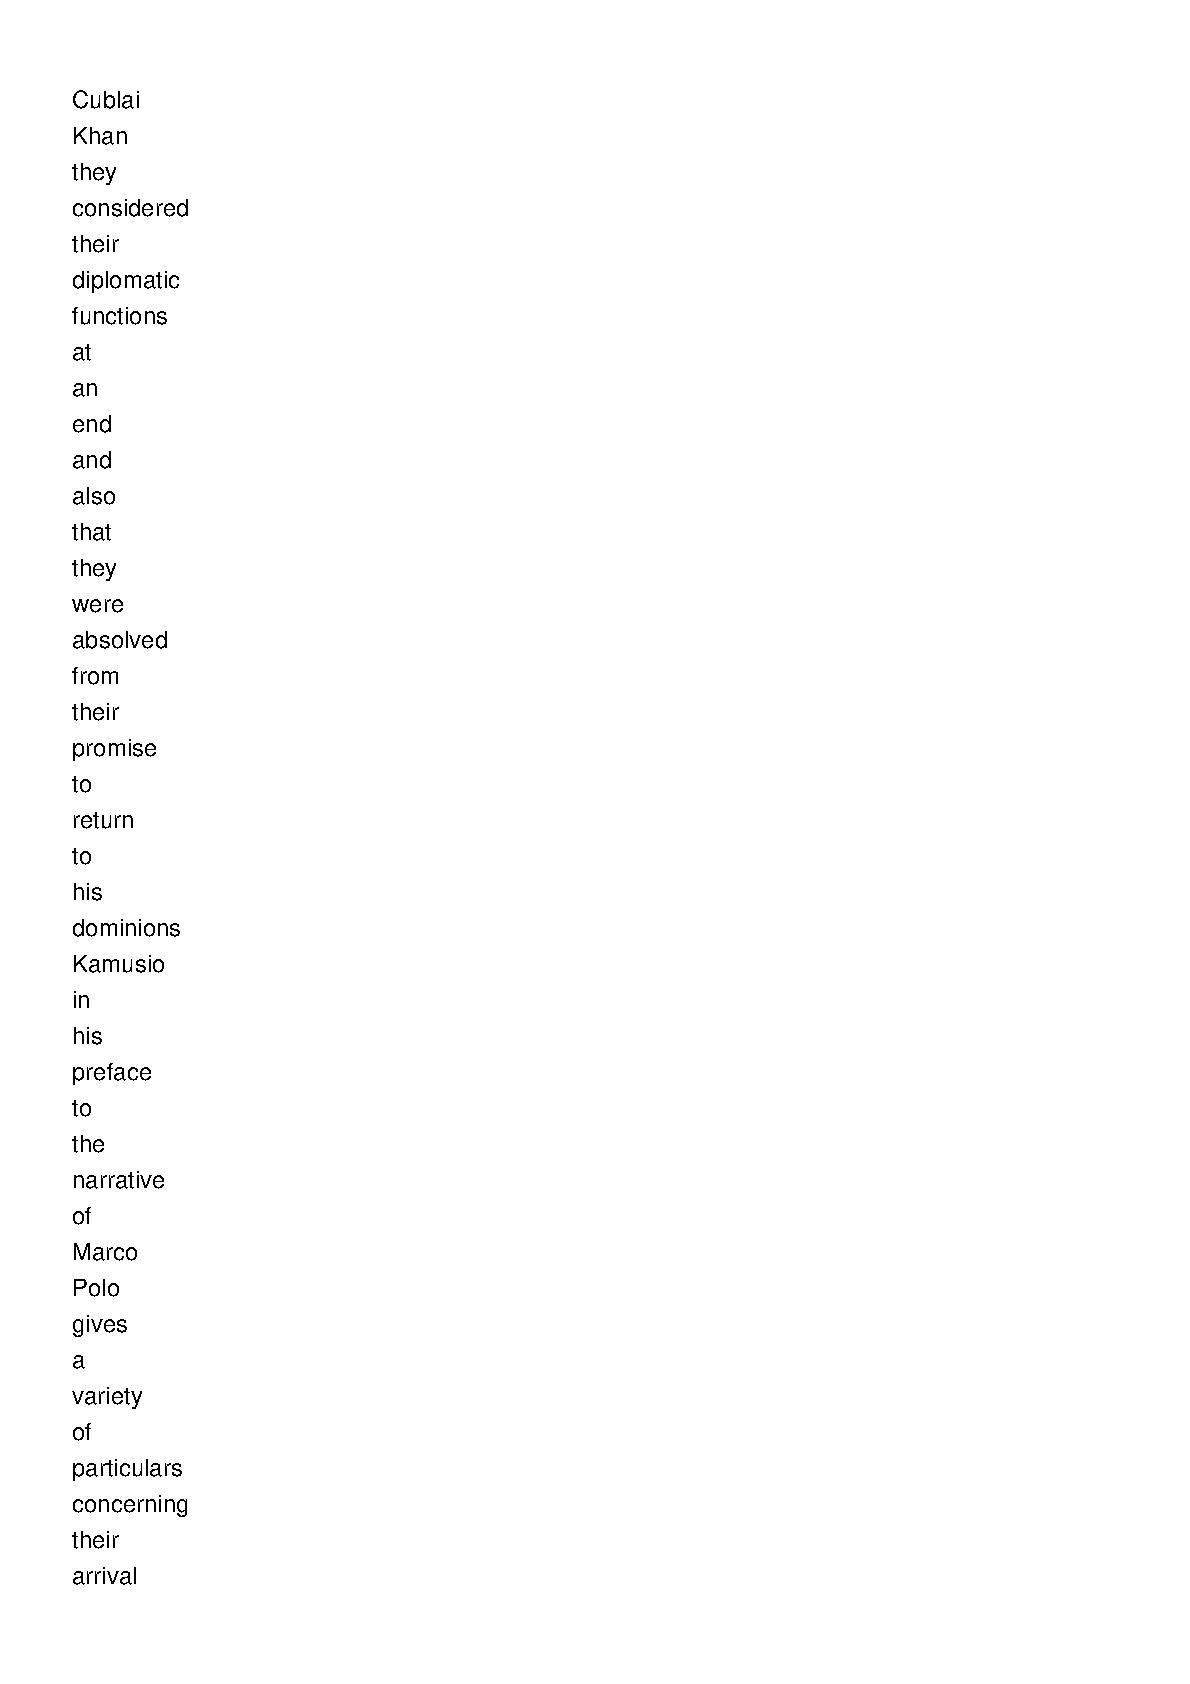 Cublai
Khan
they
considered
their
diplomatic
functions
at
an
end
and
also
that
they
were
absolved
from
their
promise
to
return
to
his
dominions
Kamusio
in
his
preface
to
the
narrative
of
Marco
Polo
gives
a
variety
of
particulars
concerning
their
arrival